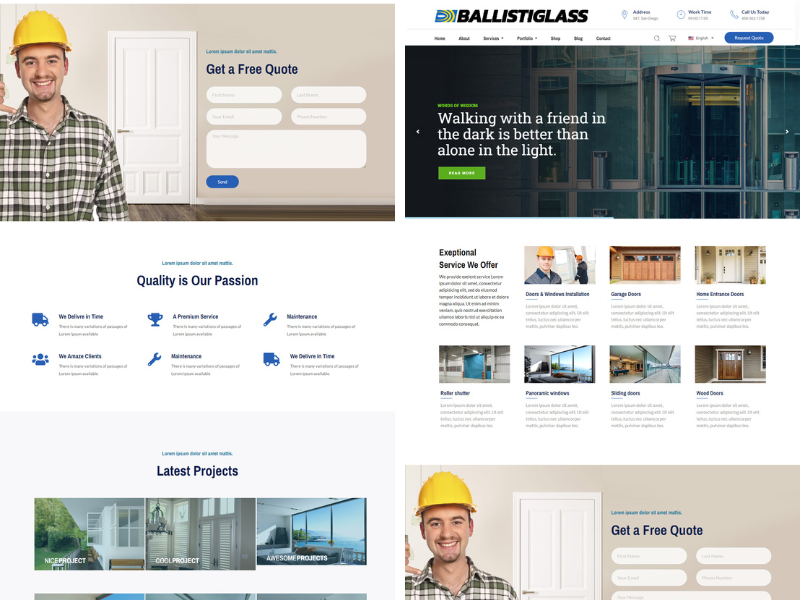 Lorem ipsum dolor sit amet mattis.
Get a Free Quote
First Name
Last Name
Your Email
Phone Number
Your Message
Send
Lorem ipsum dolor sit amet mattis.
Quality is Our Passion
We Delivre in Time
There is many variations of passages of
Lorem Ipsum available
A Premium Service
There is many variations of passages of
Lorem Ipsum available
Maintenance
There is many variations of passages of
Lorem Ipsum available
We Amaze Clients
There is many variations of passages of
Lorem Ipsum available
Maintenance
There is many variations of passages of
Lorem Ipsum available
We Delivre in Time
There is many variations of passages of
Lorem Ipsum available
Lorem ipsum dolor sit amet mattis.
Latest Projects
NICEPROJECT
COOLPROJECT
AWESOMEPROJECTS
BALLISTIGLASS
Address
Work Time
09:00-17:00
Call Us Today
Home
About
Services
Portfolio
Shop
Blog
Contact
English
Request Quote
WORDS OF WISDOM
Walking with a friend in
the dark is better than
alone in the light.
READ MORE
Exeptional
Service We Offer
We provide exelent service Lorem
ipsum dolor sit amet, consectetur
adipiscing elit, sed do eiusmod
tempor incididunt ut labore et dolore
magna aliqua. Ut enim ad minim
veniam, quis nostrud exercitation
ullamco laboris nisi ut aliquip ex ea
commodo consequat.
Doors & Windows Installation
Lorem ipsum dolor sit amet,
consectetur adipiscing elit. Ut elit
tellus, luctus nec ullamcorper
mattis, pulvinar dapibus leo.
Garage Doors
Lorem ipsum dolor sit amet,
consectetur adipiscing elit. Ut elit
tellus, luctus nec ullamcorper
mattis, pulvinar dapibus leo.
Home Entrance Doors
Lorem ipsum dolor sit amet,
consectetur adipiscing elit. Ut elit
tellus, luctus nec ullamcorper
mattis, pulvinar dapibus leo.
Roller shutter
Lorem ipsum dolor sit amet,
consectetur adipiscing elit. Ut elit
tellus, luctus nec ullamcorper
mattis, pulvinar dapibus leo.
Panoramic windows
Lorem ipsum dolor sit amet,
consectetur adipiscing elit. Ut elit
tellus, luctus nec ullamcorper
mattis, pulvinar dapibus leo.
Sliding doors
Lorem ipsum dolor sit amet,
consectetur adipiscing elit. Ut elit
tellus, luctus nec ullamcorper
mattis, pulvinar dapibus leo.
Wood Doors
Lorem ipsum dolor sit amet,
consectetur adipiscing elit. Ut elit
tellus, luctus nec ullamcorper
mattis, pulvinar dapibus leo.
Lorem ipsum dolor sit amet mattis.
Get a Free Quote
First Name
Last Name
Your Email
Phone Number
Your Message